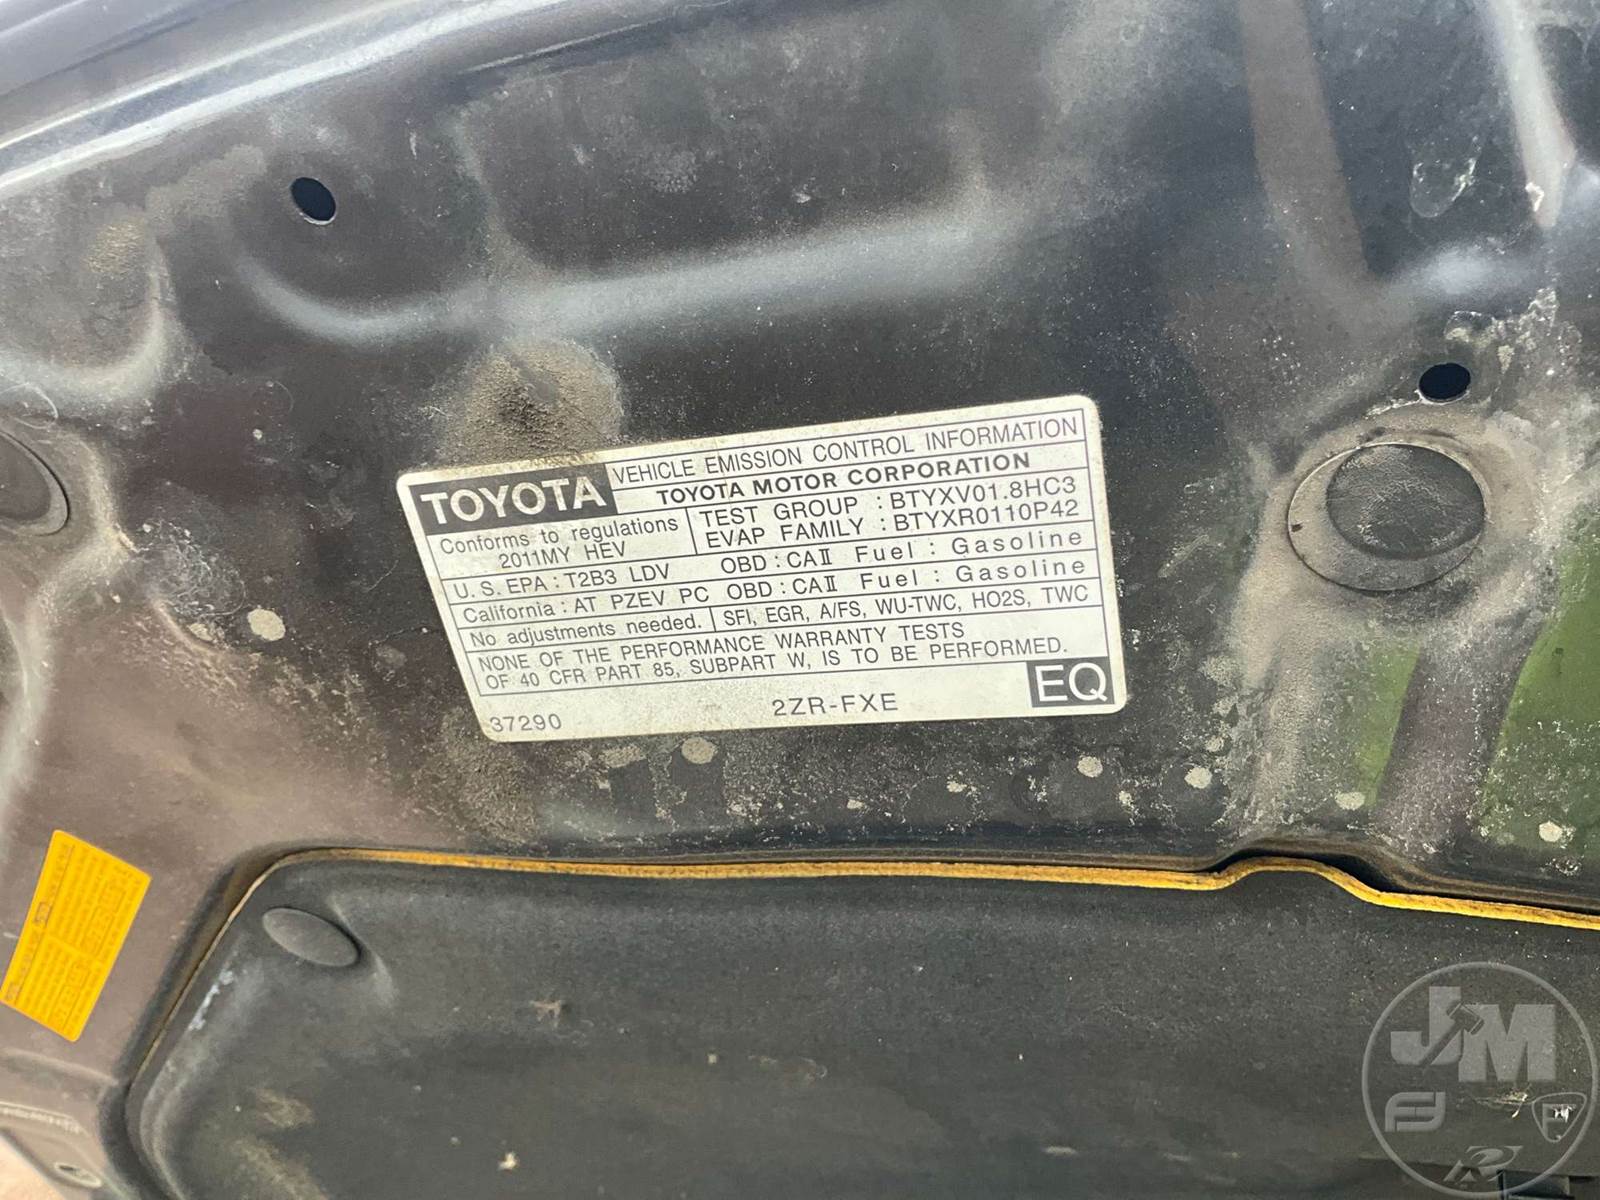 TOYOTA
VEHICLE EMISSION CONTROL INFORMATION
TOYOTA MOTOR CORPORATION
Conforms to regulations
2011MY HEV
TEST GROUP : BTYXV01.8HC3
EVAP FAMILY : BTYXR0110P42
U.S. EPA : T2B3 LDV OBD : CAⅡ Fuel : Gasoline
California : AT PZEV PC OBD : CAⅡ Fuel : Gasoline
No adjustments needed. SFI, EGR, A/FS, WU-TWC, HO2S, TWC
NONE OF THE PERFORMANCE WARRANTY TESTS
OF 40 CFR PART 85, SUBPART W, IS TO BE PERFORMED.
37290 2ZR-FXE EQ
JM